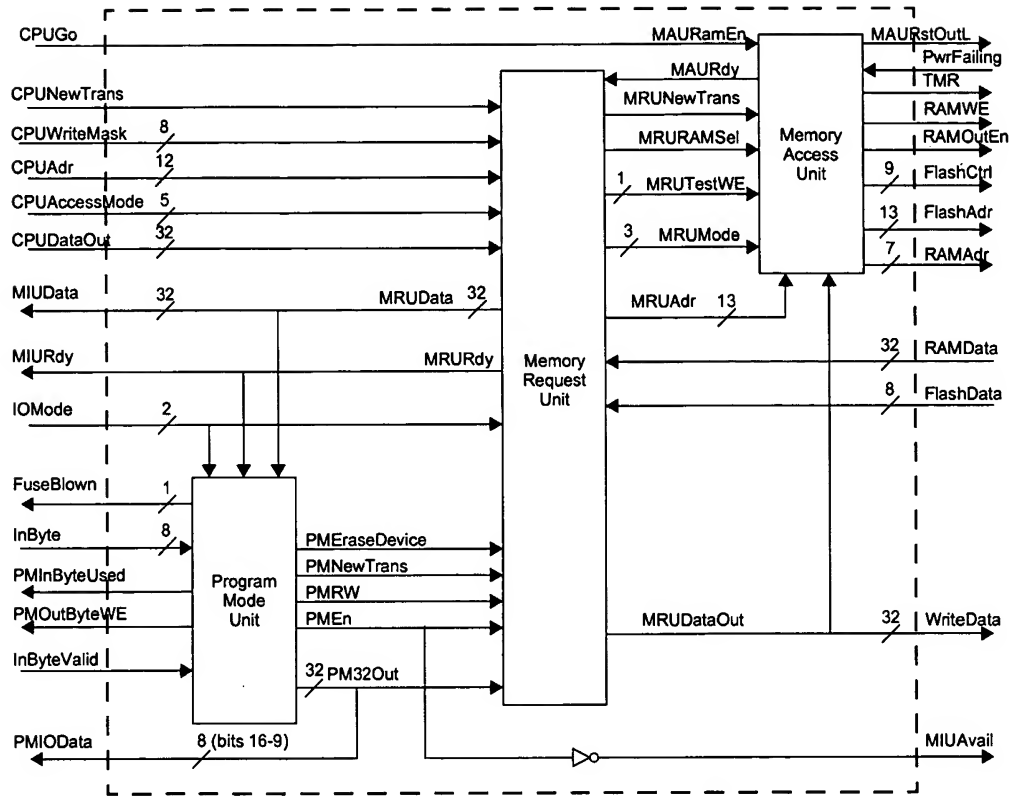 CPUGo
MAURamEn
MAURstOutL
PwrFailing
MAURdy
TMR
CPUNewTrans
MRUNewTrans
RAMWE
CPUWriteMask
8
MRURAMSel
Memory
Access
Unit
RAMOutEn
CPUAdr
12
1
MRUTestWE
9
FlashCtrl
CPUAccessMode
5
13
FlashAdr
CPUDataOut
32
3
MRUMode
7
RAMAdr
MIUData
32
MRUData
32
MRUAdr
13
MIURdy
MRURdy
Memory
Request
Unit
32
RAMData
IOMode
2
8
FlashData
FuseBlown
1
InByte
8
PMEraseDevice
PMInByteUsed
Program
Mode
Unit
PMNewTrans
PMRW
PMOutByteWE
PMEn
MRUDataOut
32
WriteData
InByteValid
32
PM32Out
PMIOData
8 (bits 16-9)
MIUAvail